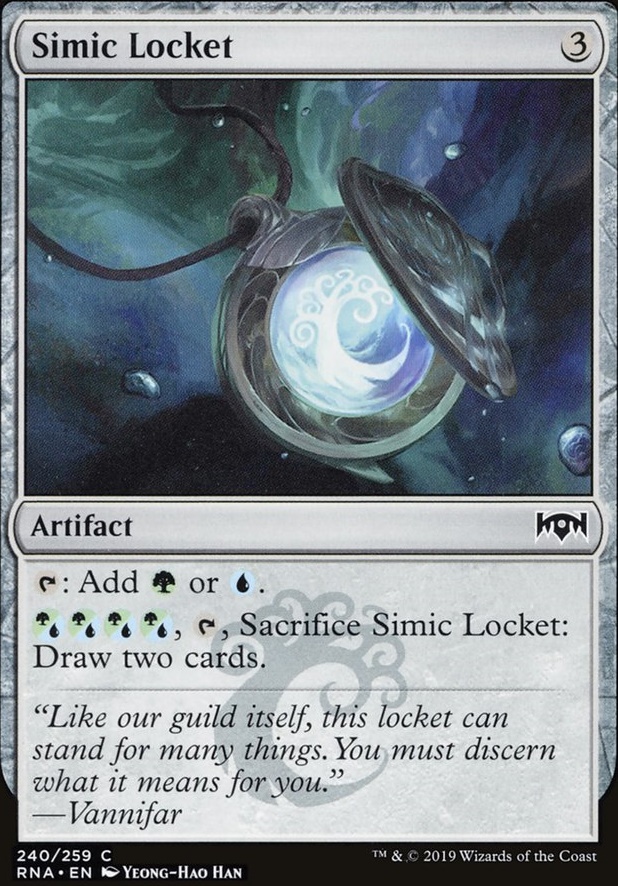 Simic Locket 3
Artifact
: Add or .
, , Sacrifice Simic Locket:
Draw two cards.
“Like our guild itself, this locket can
stand for many things. You must discern
what it means for you.”
—Vannifar
240/259 C
RNA • EN Yeong-Hao Han
™ & © 2019 Wizards of the Coast